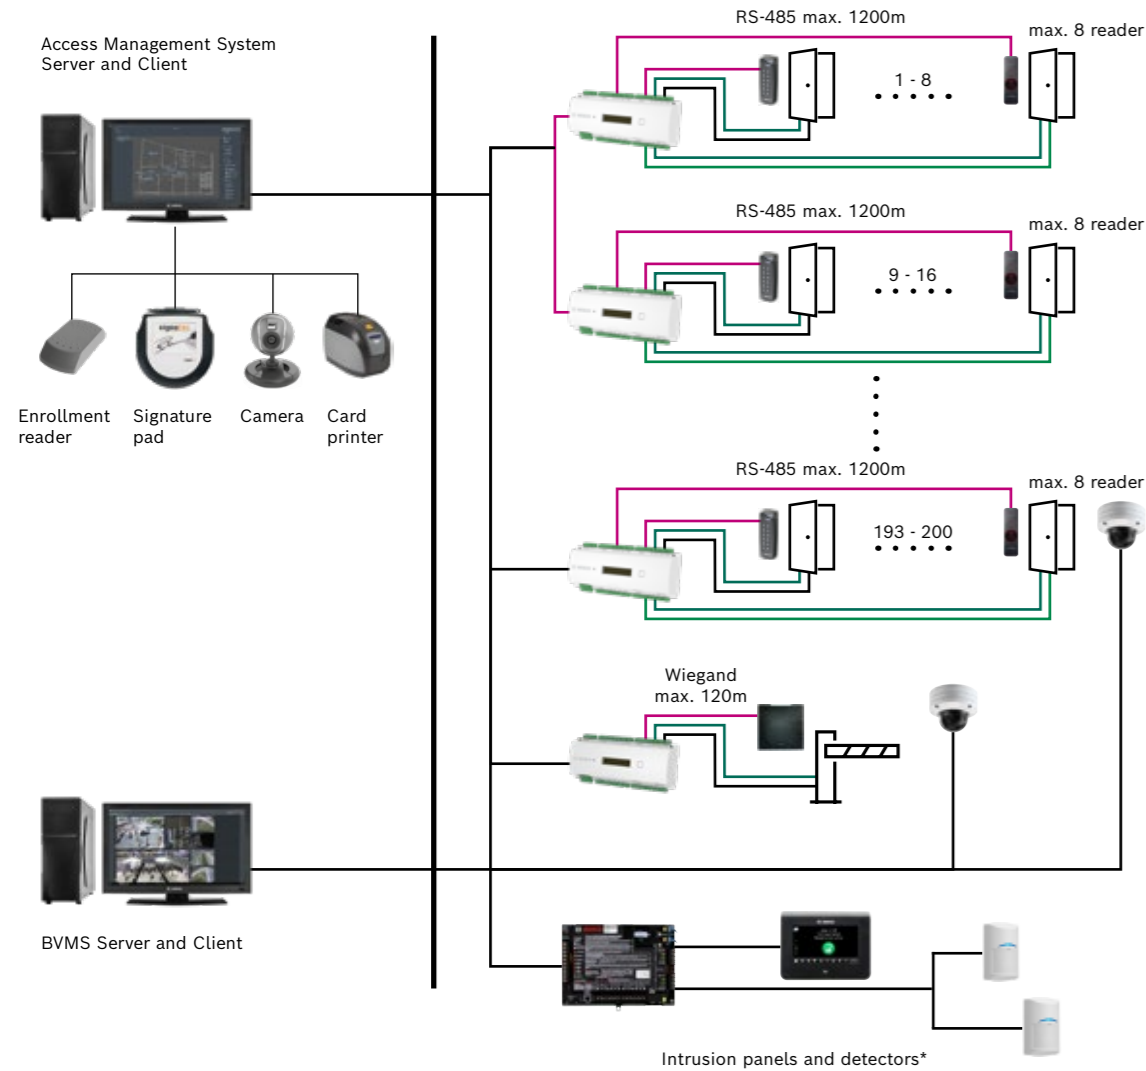 Access Management System
Server and Client
RS-485 max. 1200m
max. 8 reader
1 - 8
RS-485 max. 1200m
max. 8 reader
9 - 16
Enrollment
reader
Signature
pad
Camera
Card
printer
RS-485 max. 1200m
max. 8 reader
193 - 200
Wiegand
max. 120m
BVMS Server and Client
Intrusion panels and detectors*